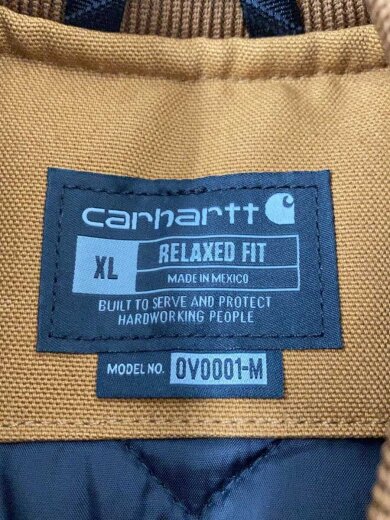 carhartt
XL RELAXED FIT
MADE IN MEXICO
BUILT TO SERVE AND PROTECT
HARDWORKING PEOPLE
MODEL NO. OV0001-M